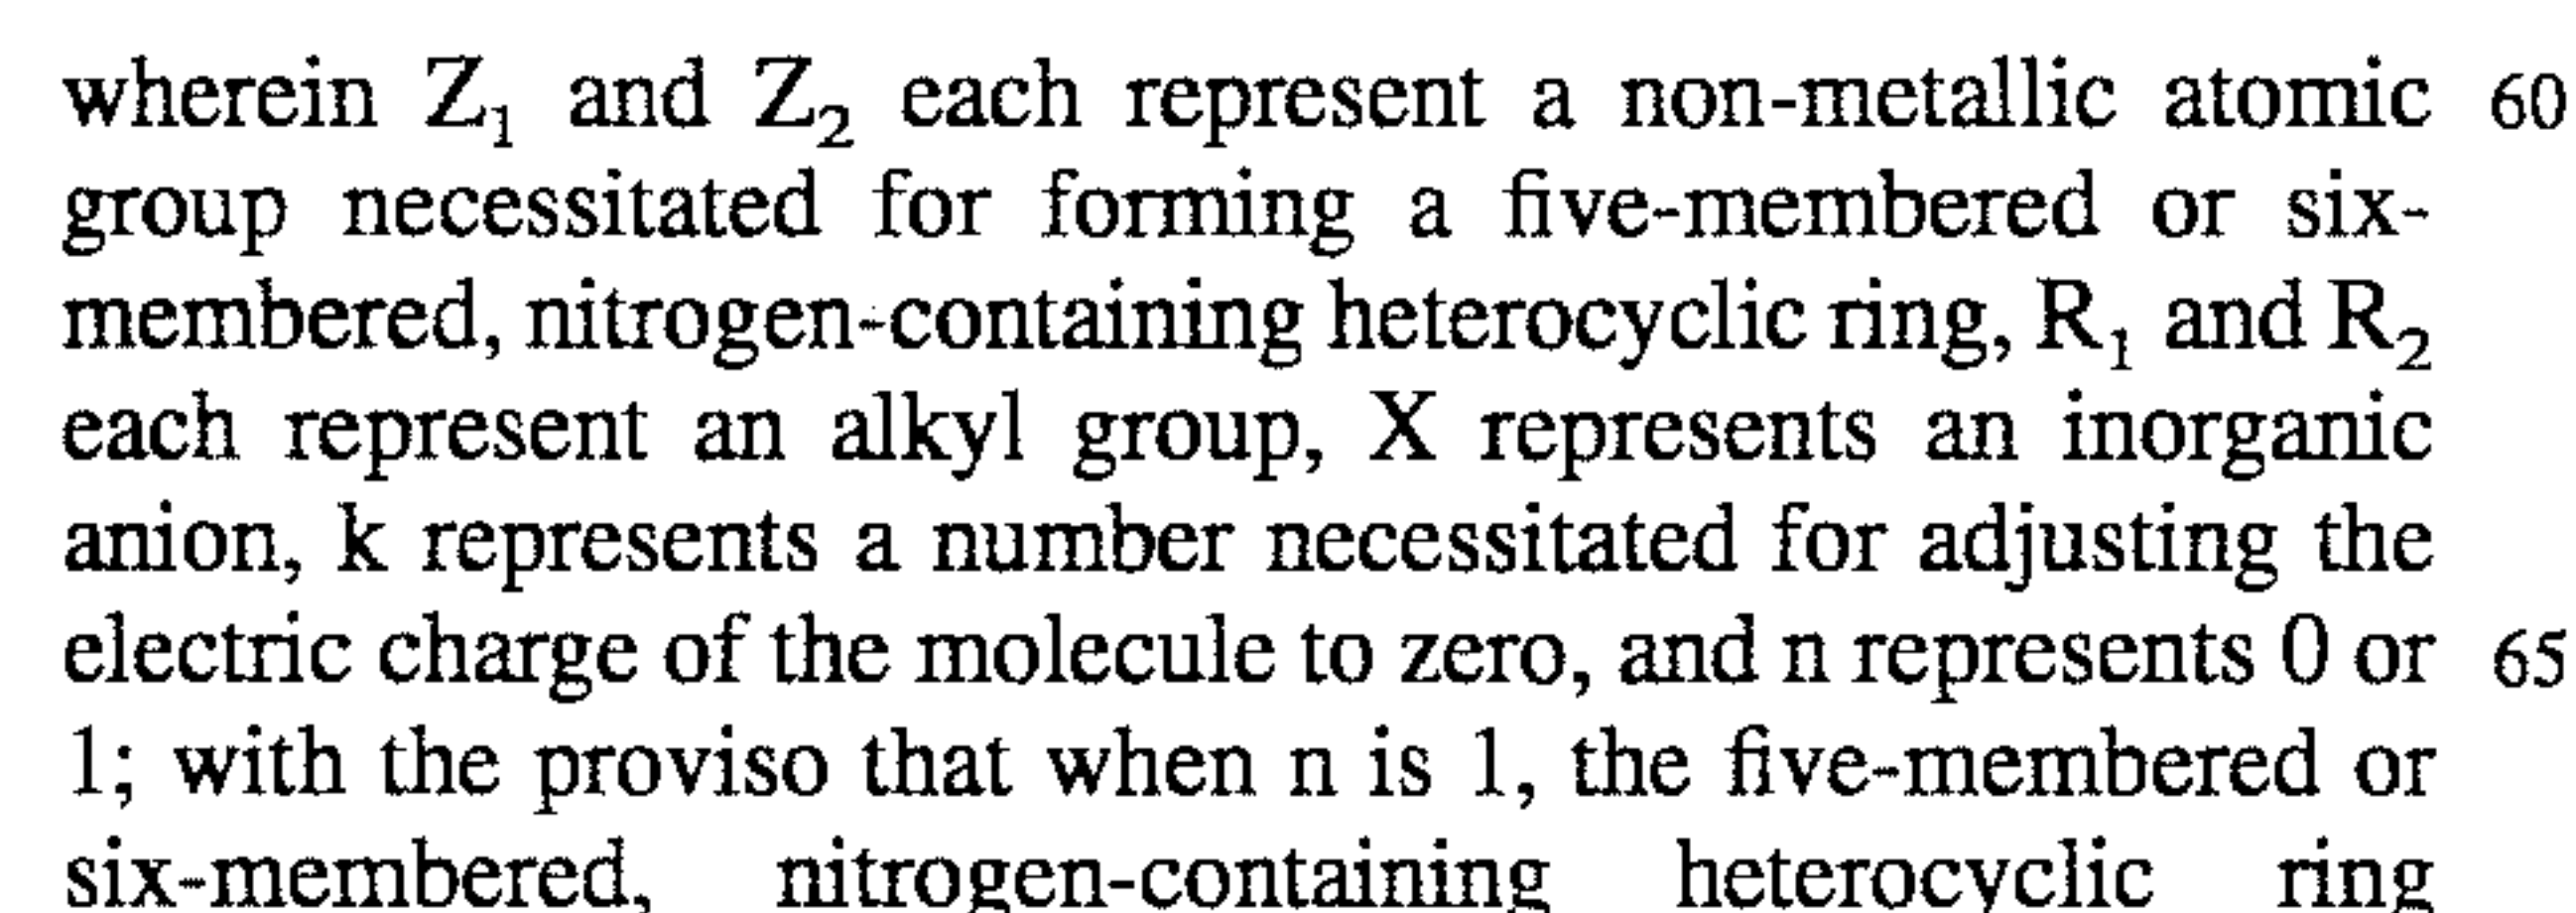 wherein Z₁ and Z₂ each represent a non-metallic atomic 60
group necessitated for forming a five-membered or six-
membered, nitrogen-containing heterocyclic ring, R₁ and R₂
each represent an alkyl group, X represents an inorganic
anion, k represents a number necessitated for adjusting the
electric charge of the molecule to zero, and n represents 0 or 65
1; with the proviso that when n is 1, the five-membered or
six-membered, nitrogen-containing heterocyclic ring